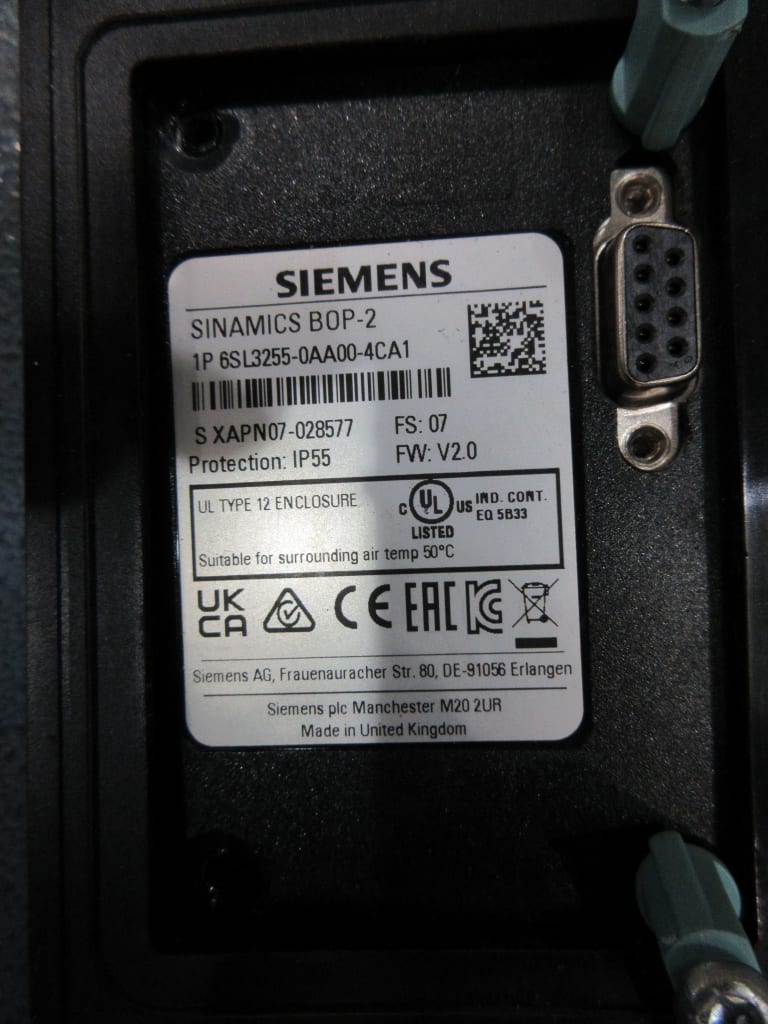 SIEMENS
SINAMICS BOP-2
1P 6SL3255-0AA00-4CA1
S XAPN07-028577 FS: 07
Protection: IP55 FW: V2.0
UL TYPE 12 ENCLOSURE
C UL US IND. CONT.
EQ 5B33
LISTED
Suitable for surrounding air temp 50°C
UK
CA
CE EAC KC
Siemens AG, Frauenauracher Str. 80, DE-91056 Erlangen
Siemens plc Manchester M20 2UR
Made in United Kingdom